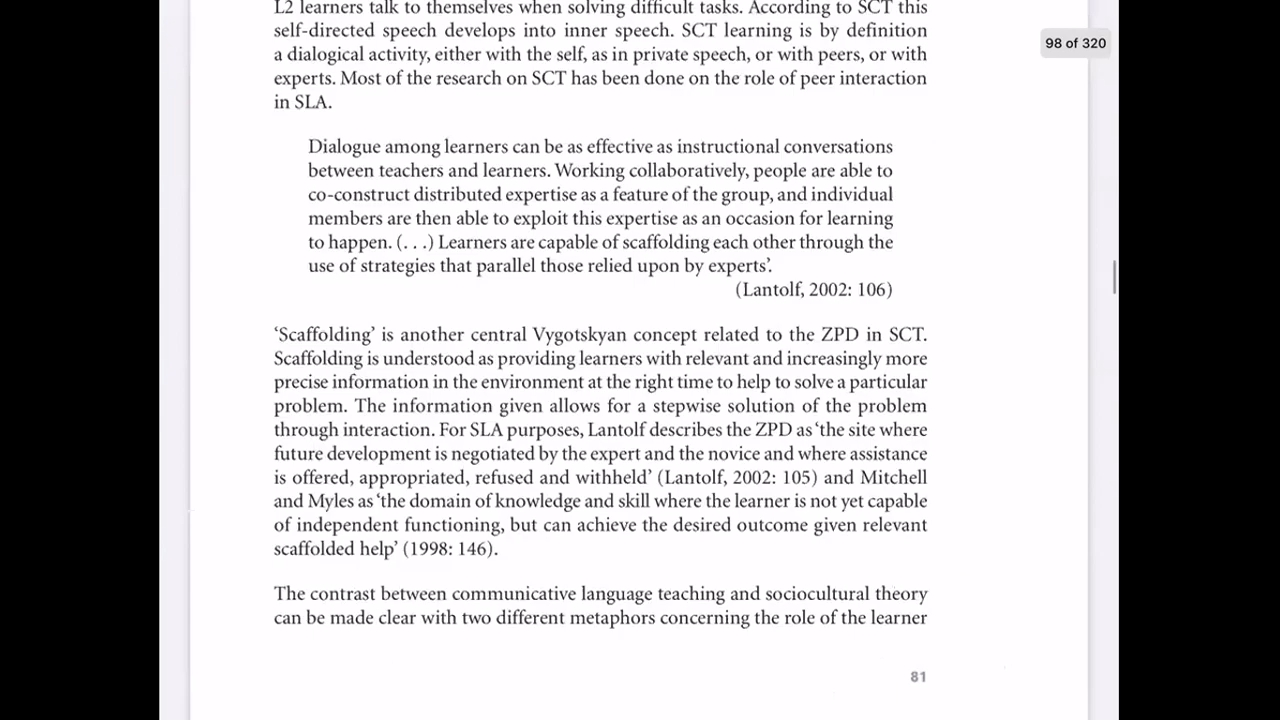 L2 learners talk to themselves when solving difficult tasks. According to SCT this
self-directed speech develops into inner speech. SCT learning is by definition
a dialogical activity, either with the self, as in private speech, or with peers, or with
experts. Most of the research on SCT has been done on the role of peer interaction
in SLA.
98 of 320
Dialogue among learners can be as effective as instructional conversations
between teachers and learners. Working collaboratively, people are able to
co-construct distributed expertise as a feature of the group, and individual
members are then able to exploit this expertise as an occasion for learning
to happen. (. . .) Learners are capable of scaffolding each other through the
use of strategies that parallel those relied upon by experts’.
(Lantolf, 2002: 106)
‘Scaffolding’ is another central Vygotskyan concept related to the ZPD in SCT.
Scaffolding is understood as providing learners with relevant and increasingly more
precise information in the environment at the right time to help to solve a particular
problem. The information given allows for a stepwise solution of the problem
through interaction. For SLA purposes, Lantolf describes the ZPD as ‘the site where
future development is negotiated by the expert and the novice and where assistance
is offered, appropriated, refused and withheld’ (Lantolf, 2002: 105) and Mitchell
and Myles as ‘the domain of knowledge and skill where the learner is not yet capable
of independent functioning, but can achieve the desired outcome given relevant
scaffolded help’ (1998: 146).
The contrast between communicative language teaching and sociocultural theory
can be made clear with two different metaphors concerning the role of the learner
81